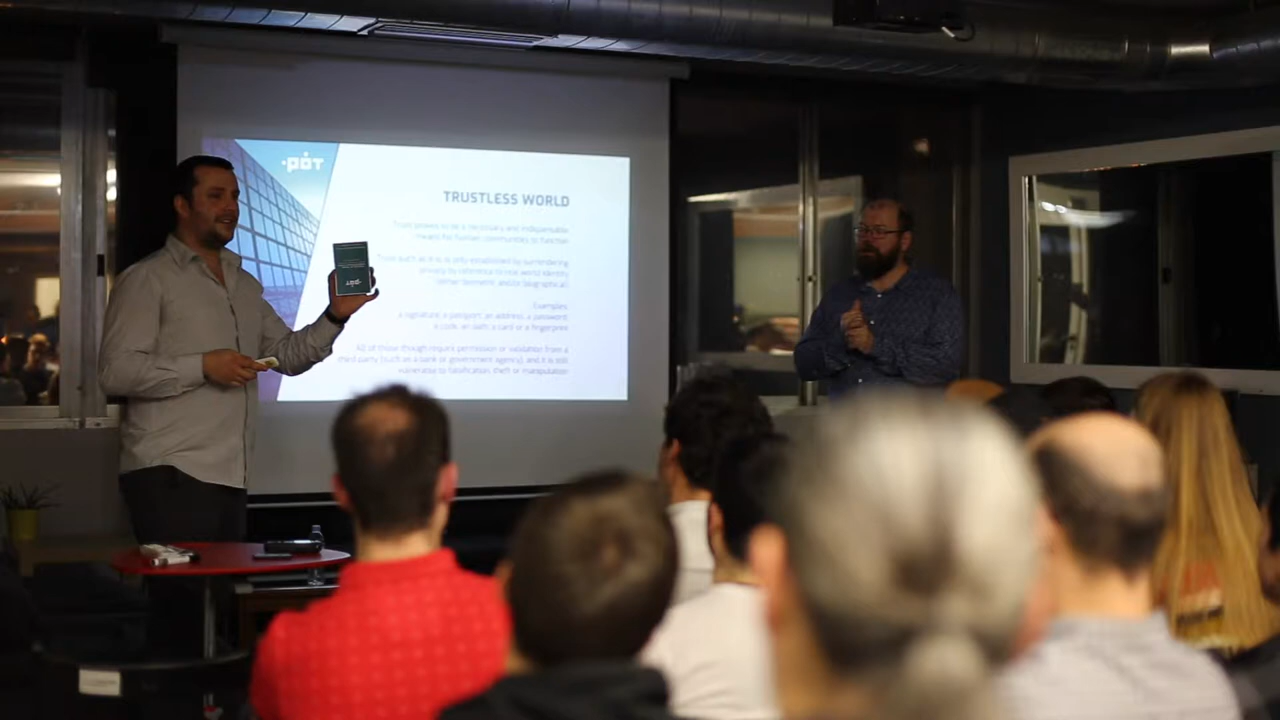 ·pot
TRUSTLESS WORLD
Trust proves to be a necessary and indispensable
means for human communities to function
Trust such as it is is only established by surrendering
privacy by reference to real world identity
(either biometric and/or biographical)
Examples:
A signature, a passport, an address, a password,
a code, an oath, a card or a fingerprint
All of those though require permission or validation from a
third party (such as a bank or government agency), and it is still
vulnerable to falsification, theft or manipulation